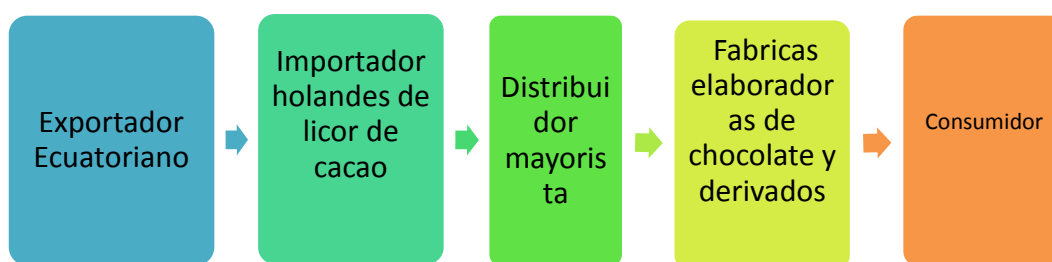 Exportador
Ecuatoriano
Importador
holandes de
licor de
cacao
Distribui
dor
mayoris
ta
Fabricas
elaborador
as de
chocolate y
derivados
Consumidor